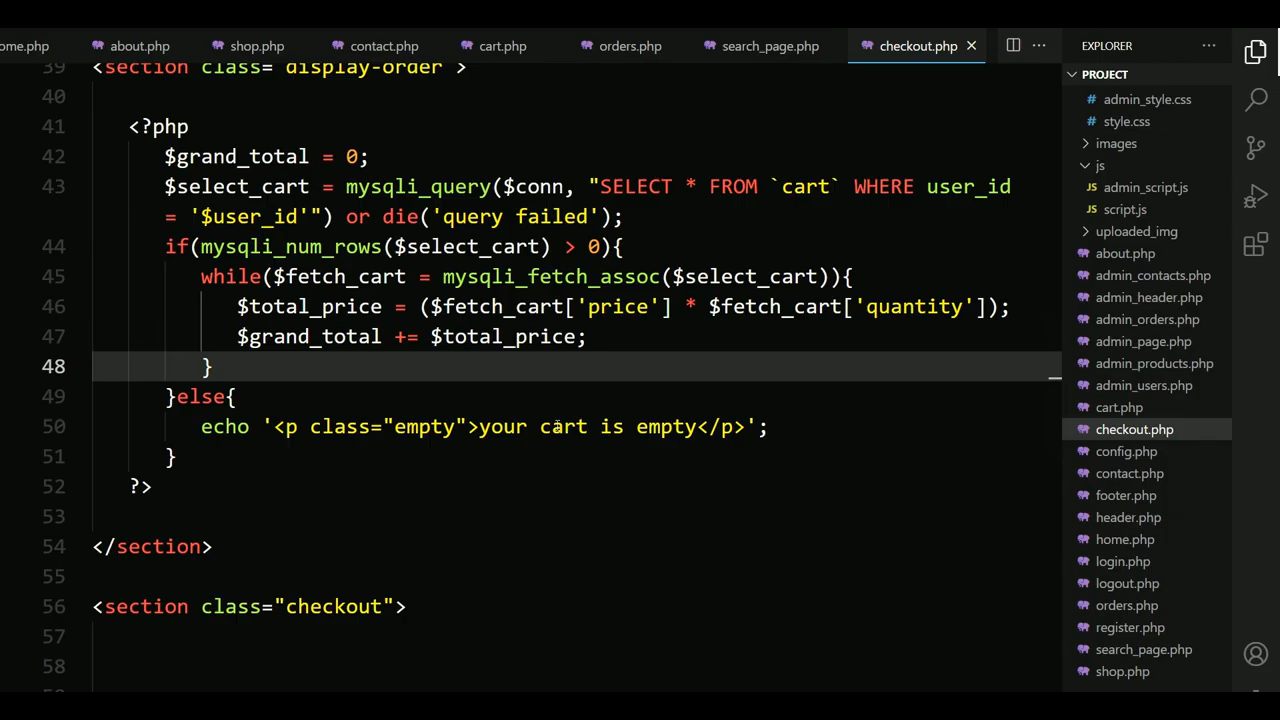 ome.php about.php shop.php contact.php cart.php orders.php search_page.php checkout.php
39 <section class="display-order">
40
41 <?php
42 $grand_total = 0;
43 $select_cart = mysqli_query($conn, "SELECT * FROM `cart` WHERE user_id
= '$user_id'") or die('query failed');
44 if(mysqli_num_rows($select_cart) > 0){
45 while($fetch_cart = mysqli_fetch_assoc($select_cart)){
46 $total_price = ($fetch_cart['price'] * $fetch_cart['quantity']);
47 $grand_total += $total_price;
48 }
49 }else{
50 echo '<p class="empty">your cart is empty</p>';
51 }
52 ?>
53
54 </section>
55
56 <section class="checkout">
57
58
EXPLORER
PROJECT
# admin_style.css
# style.css
images
js
JS admin_script.js
JS script.js
uploaded_img
about.php
admin_contacts.php
admin_header.php
admin_orders.php
admin_page.php
admin_products.php
admin_users.php
cart.php
checkout.php
config.php
contact.php
footer.php
header.php
home.php
login.php
logout.php
orders.php
register.php
search_page.php
shop.php